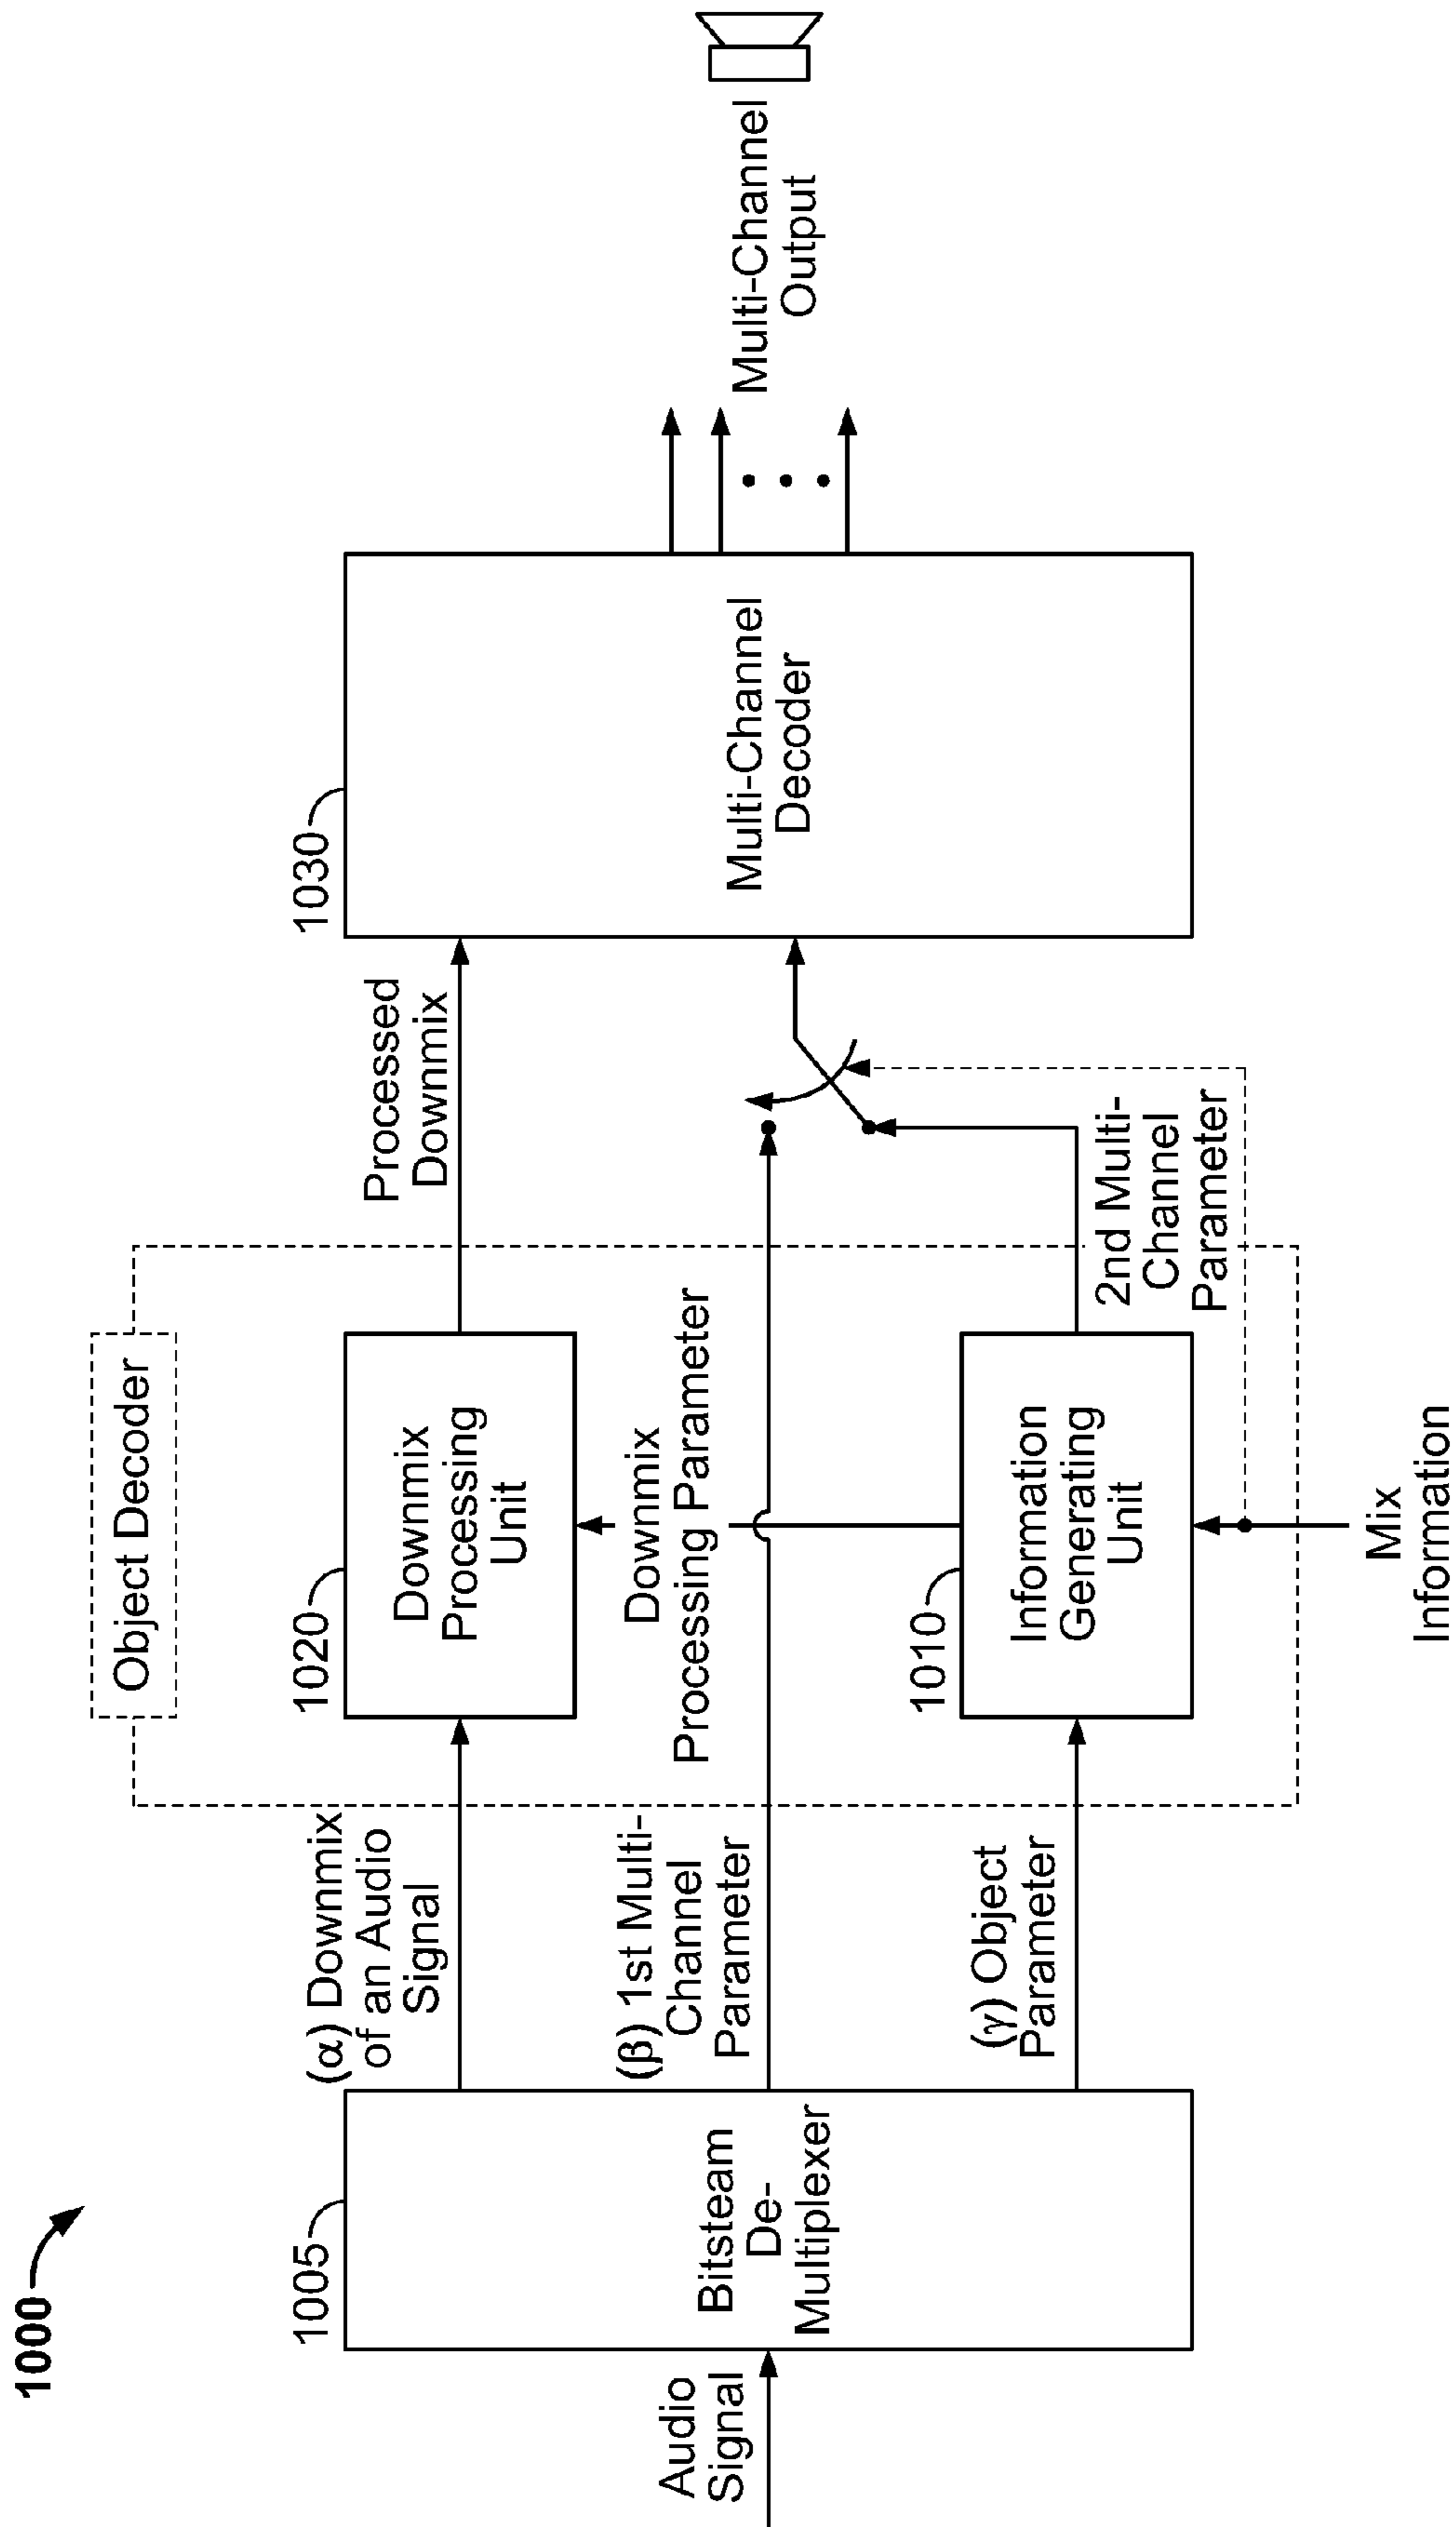 1000
Audio
Signal
1005
Bitsteam
De-
Multiplexer
(α) Downmix
of an Audio
Signal
(β) 1st Multi-
Channel
Parameter
(γ) Object
Parameter
Object Decoder
1020
Downmix
Processing
Unit
Downmix
Processing Parameter
1010
Information
Generating
Unit
Mix
Information
Processed
Downmix
2nd Multi-
Channel
Parameter
1030
Multi-Channel
Decoder
Multi-Channel
Output